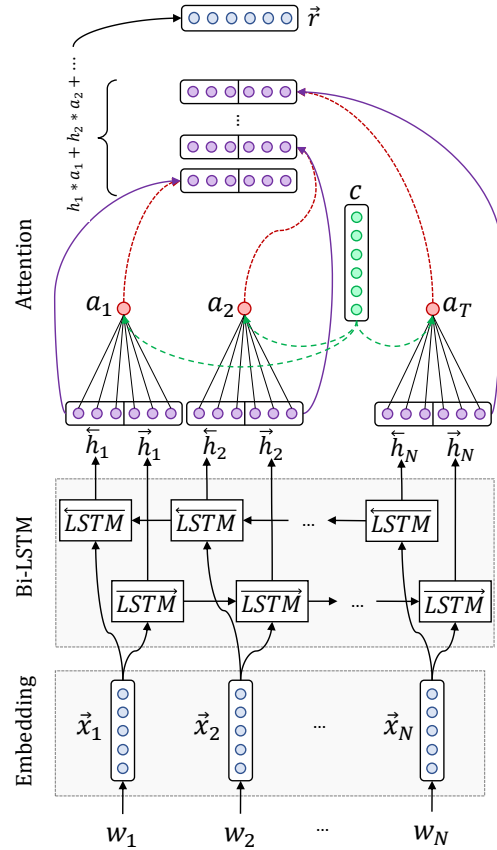 r⃗
...
h₁ * a₁ + h₂ * a₂ + ...
c
Attention
a₁ a₂ a_T
h⃖₁ h⃗₁ h⃖₂ h⃗₂ h⃖_N h⃗_N
Bi-LSTM
L͟S͟T͟M͟ LSTM ... LSTM
LSTM LSTM ... LSTM
Embedding
x⃗₁ x⃗₂ ... x⃗_N
w₁ w₂ ... w_N